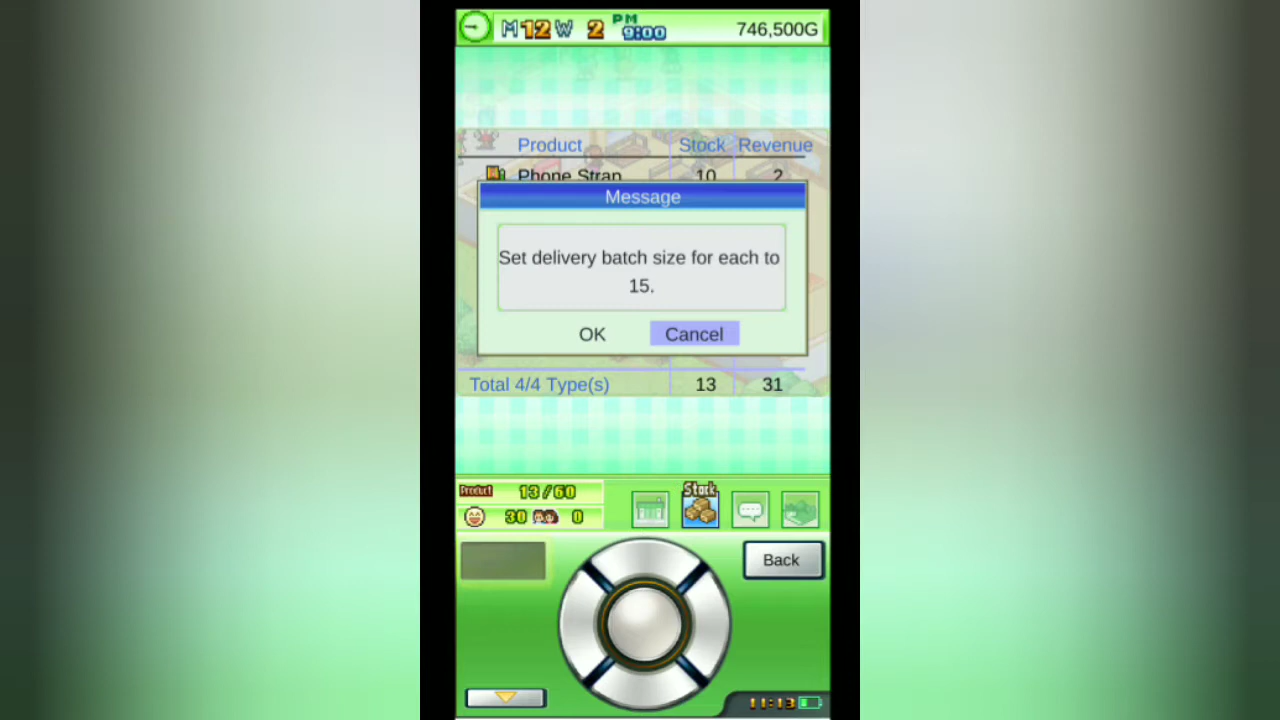 M 12 W 2 PM 9:00 746,500G
Product Stock Revenue
Phone Strap 10 2
Message
Set delivery batch size for each to
15.
OK Cancel
Total 4/4 Type(s) 13 31
Product 13/60
Stock
30 0
Back
11:13